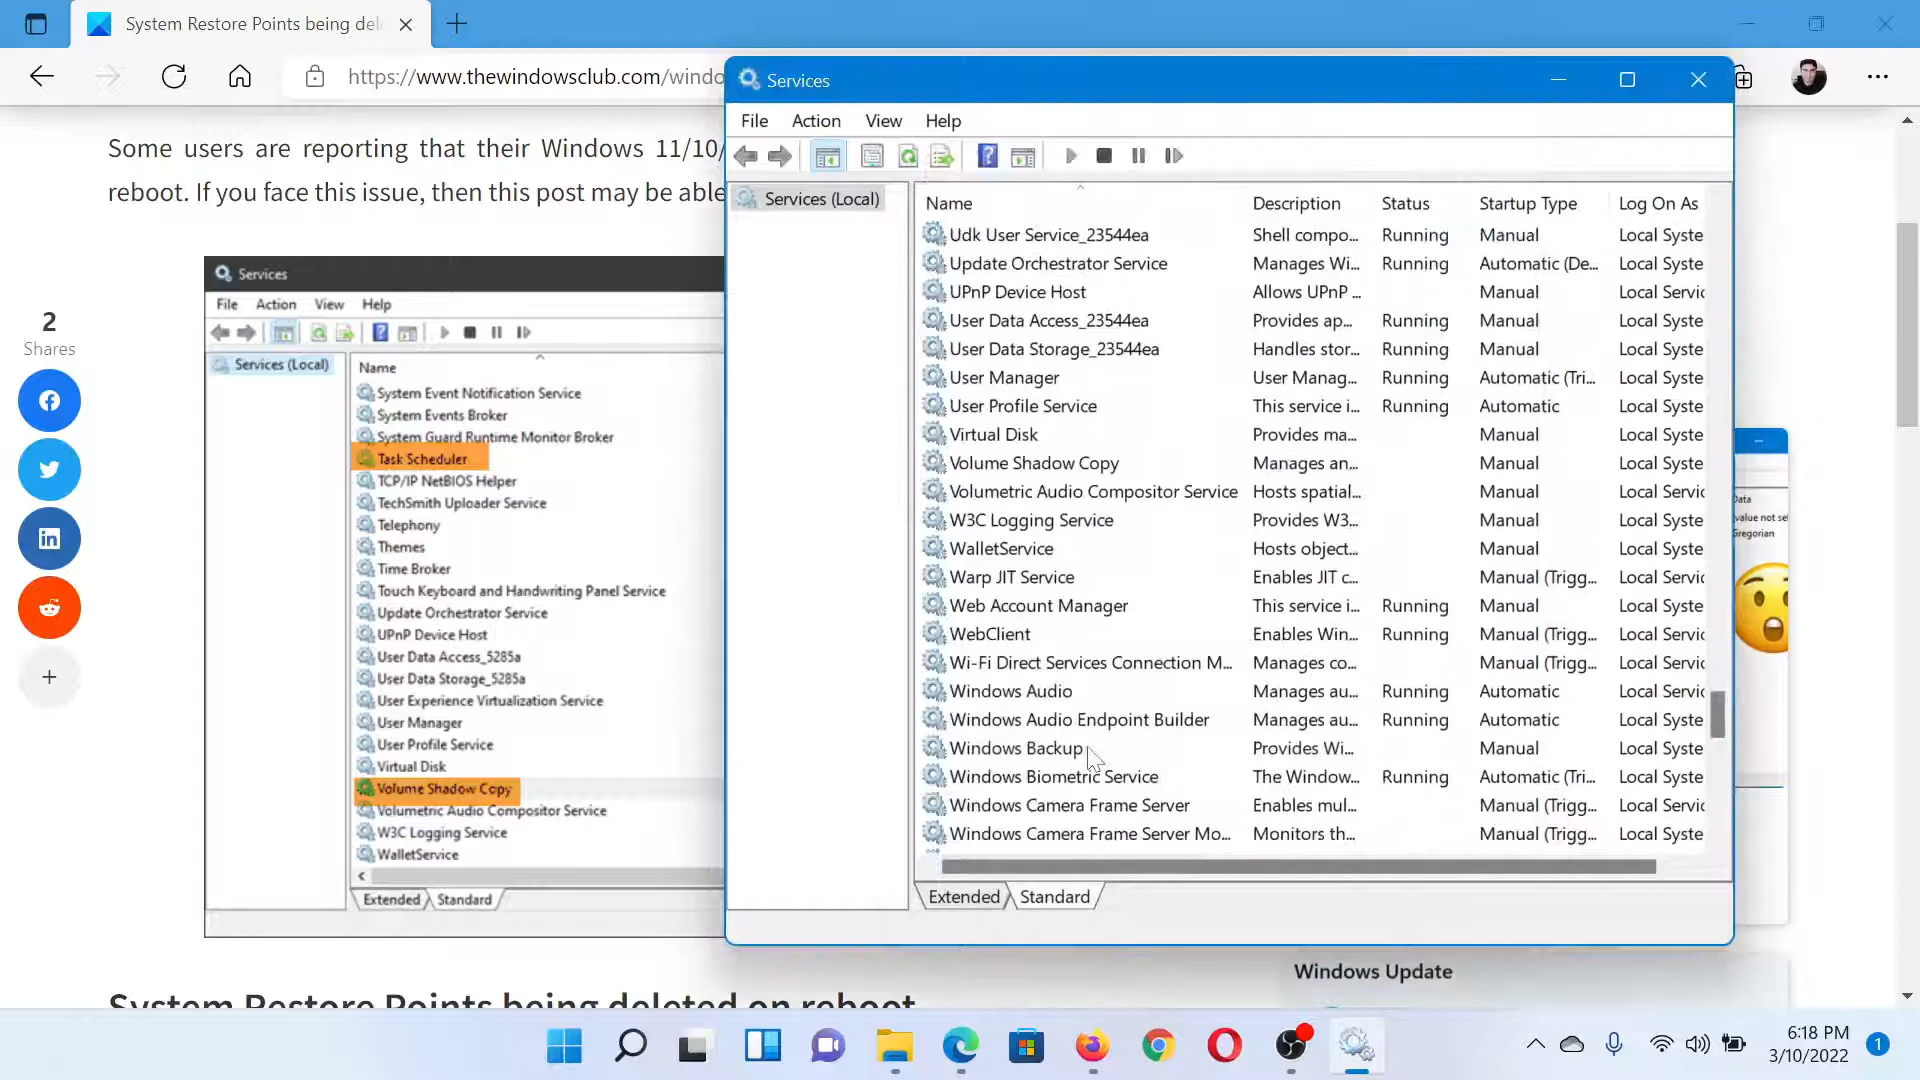 System Restore Points being del
https://www.thewindowsclub.com/windo
Some users are reporting that their Windows 11/10/
reboot. If you face this issue, then this post may be able
2
Shares
Services
File Action View Help
Services (Local)
Name
System Event Notification Service
System Events Broker
System Guard Runtime Monitor Broker
Task Scheduler
TCP/IP NetBIOS Helper
TechSmith Uploader Service
Telephony
Themes
Time Broker
Touch Keyboard and Handwriting Panel Service
Update Orchestrator Service
UPnP Device Host
User Data Access_5285a
User Data Storage_5285a
User Experience Virtualization Service
User Manager
User Profile Service
Virtual Disk
Volume Shadow Copy
Volumetric Audio Compositor Service
W3C Logging Service
WalletService
Extended Standard
System Restore Points being deleted on reboot
Services
File Action View Help
Services (Local)
Name Description Status Startup Type Log On As
Udk User Service_23544ea Shell compo... Running Manual Local Syste
Update Orchestrator Service Manages Wi... Running Automatic (De... Local Syste
UPnP Device Host Allows UPnP ... Manual Local Servic
User Data Access_23544ea Provides ap... Running Manual Local Syste
User Data Storage_23544ea Handles stor... Running Manual Local Syste
User Manager User Manag... Running Automatic (Tri... Local Syste
User Profile Service This service i... Running Automatic Local Syste
Virtual Disk Provides ma... Manual Local Syste
Volume Shadow Copy Manages an... Manual Local Syste
Volumetric Audio Compositor Service Hosts spatial... Manual Local Servic
W3C Logging Service Provides W3... Manual Local Syste
WalletService Hosts object... Manual Local Syste
Warp JIT Service Enables JIT c... Manual (Trigg... Local Servic
Web Account Manager This service i... Running Manual Local Syste
WebClient Enables Win... Running Manual (Trigg... Local Servic
Wi-Fi Direct Services Connection M... Manages co... Manual (Trigg... Local Servic
Windows Audio Manages au... Running Automatic Local Servic
Windows Audio Endpoint Builder Manages au... Running Automatic Local Syste
Windows Backup Provides Wi... Manual Local Syste
Windows Biometric Service The Window... Running Automatic (Tri... Local Syste
Windows Camera Frame Server Enables mul... Manual (Trigg... Local Servic
Windows Camera Frame Server Mo... Monitors th... Manual (Trigg... Local Syste
Extended Standard
Data
value not se
Gregorian
Windows Update
6:18 PM
3/10/2022
1